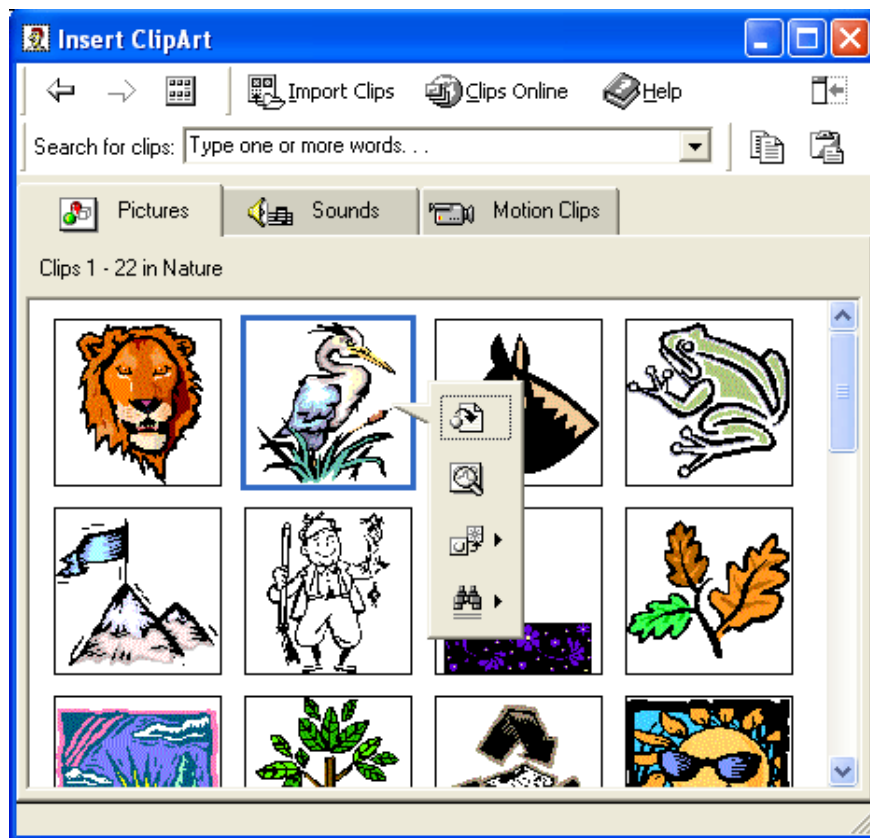 Insert ClipArt
Import Clips Clips Online Help
Search for clips: Type one or more words. . .
Pictures Sounds Motion Clips
Clips 1 - 22 in Nature